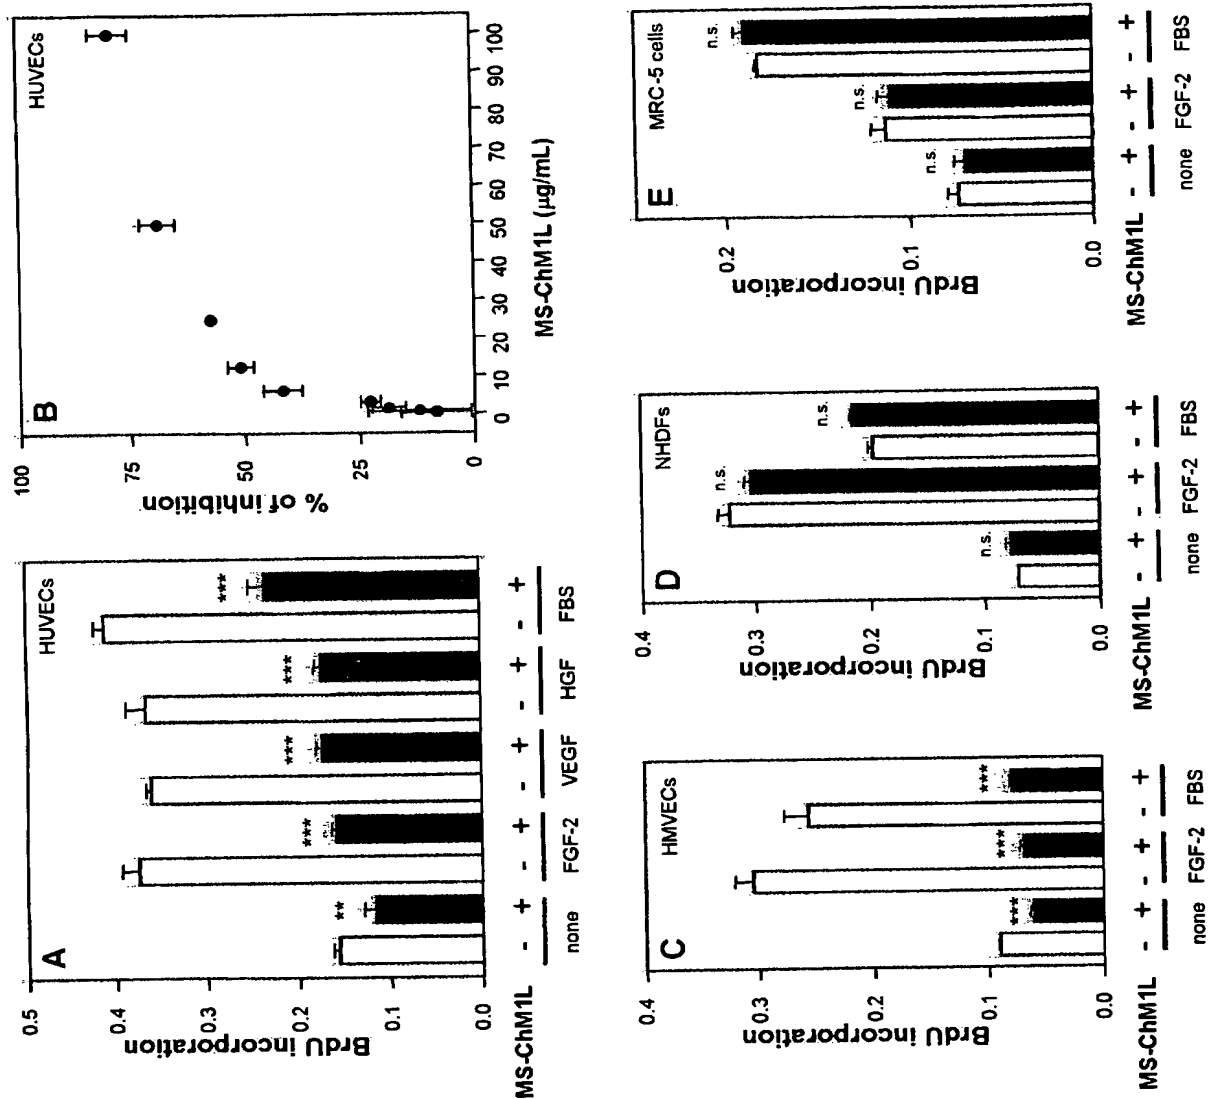 A
HUVECs
BrdU incorporation
0.5
0.4
0.3
0.2
0.1
0.0
** *** *** *** ***
MS-ChM1L - + - + - + - + - +
none FGF-2 VEGF HGF FBS
B
HUVECs
% of inhibition
100
75
50
25
0
0 10 20 30 40 50 60 70 80 90 100
MS-ChM1L (µg/mL)
C
HMVECs
BrdU incorporation
0.4
0.3
0.2
0.1
0.0
*** *** ***
MS-ChM1L - + - + - +
none FGF-2 FBS
D
NHDFs
BrdU incorporation
0.4
0.3
0.2
0.1
0.0
n.s. n.s. n.s.
MS-ChM1L - + - + - +
none FGF-2 FBS
E
MRC-5 cells
BrdU incorporation
0.2
0.1
0.0
n.s. n.s. n.s.
MS-ChM1L - + - + - +
none FGF-2 FBS